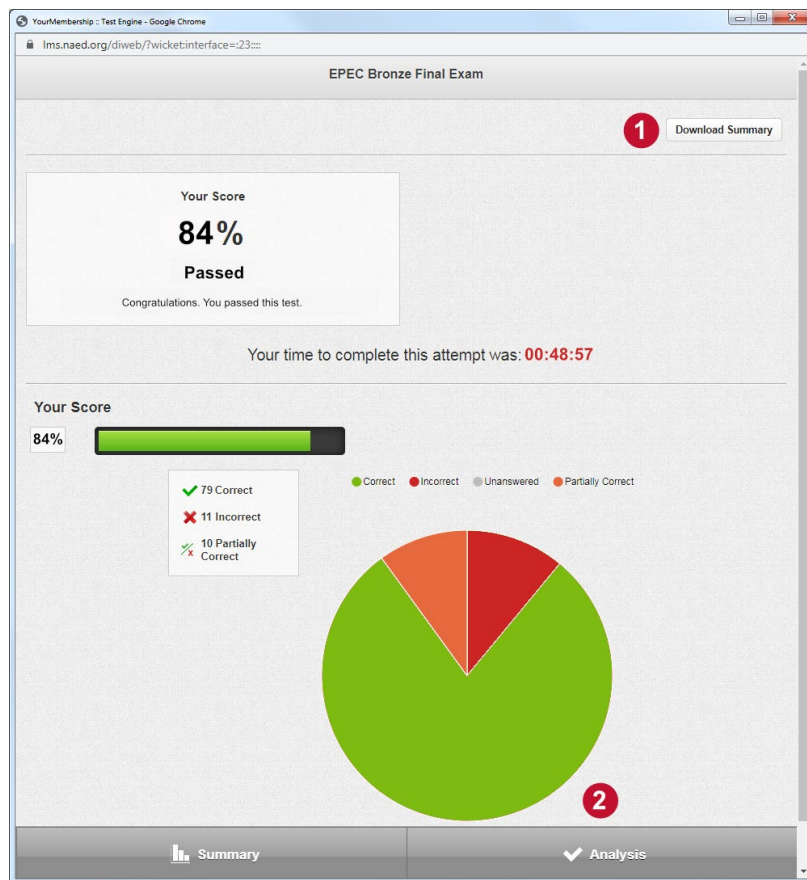 YourMembership :: Test Engine - Google Chrome
lms.naed.org/diweb/?wicket:interface=:23::::
EPEC Bronze Final Exam
1
Download Summary
Your Score
84%
Passed
Congratulations. You passed this test.
Your time to complete this attempt was: 00:48:57
Your Score
84%
79 Correct
11 Incorrect
10 Partially
Correct
Correct Incorrect Unanswered Partially Correct
2
Summary
Analysis